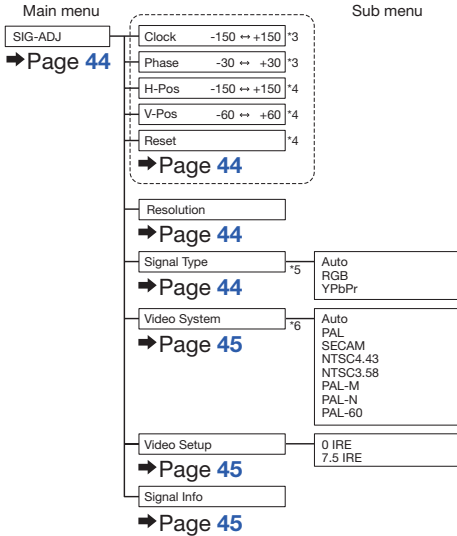 Main menu
Sub menu
SIG-ADJ
➡Page 44
Clock -150 ↔ +150 *3
Phase -30 ↔ +30 *3
H-Pos -150 ↔ +150 *4
V-Pos -60 ↔ +60 *4
Reset *4
➡Page 44
Resolution
➡Page 44
Signal Type *5
➡Page 44
Auto
RGB
YPbPr
Video System *6
➡Page 45
Auto
PAL
SECAM
NTSC4.43
NTSC3.58
PAL-M
PAL-N
PAL-60
Video Setup
➡Page 45
0 IRE
7.5 IRE
Signal Info
➡Page 45